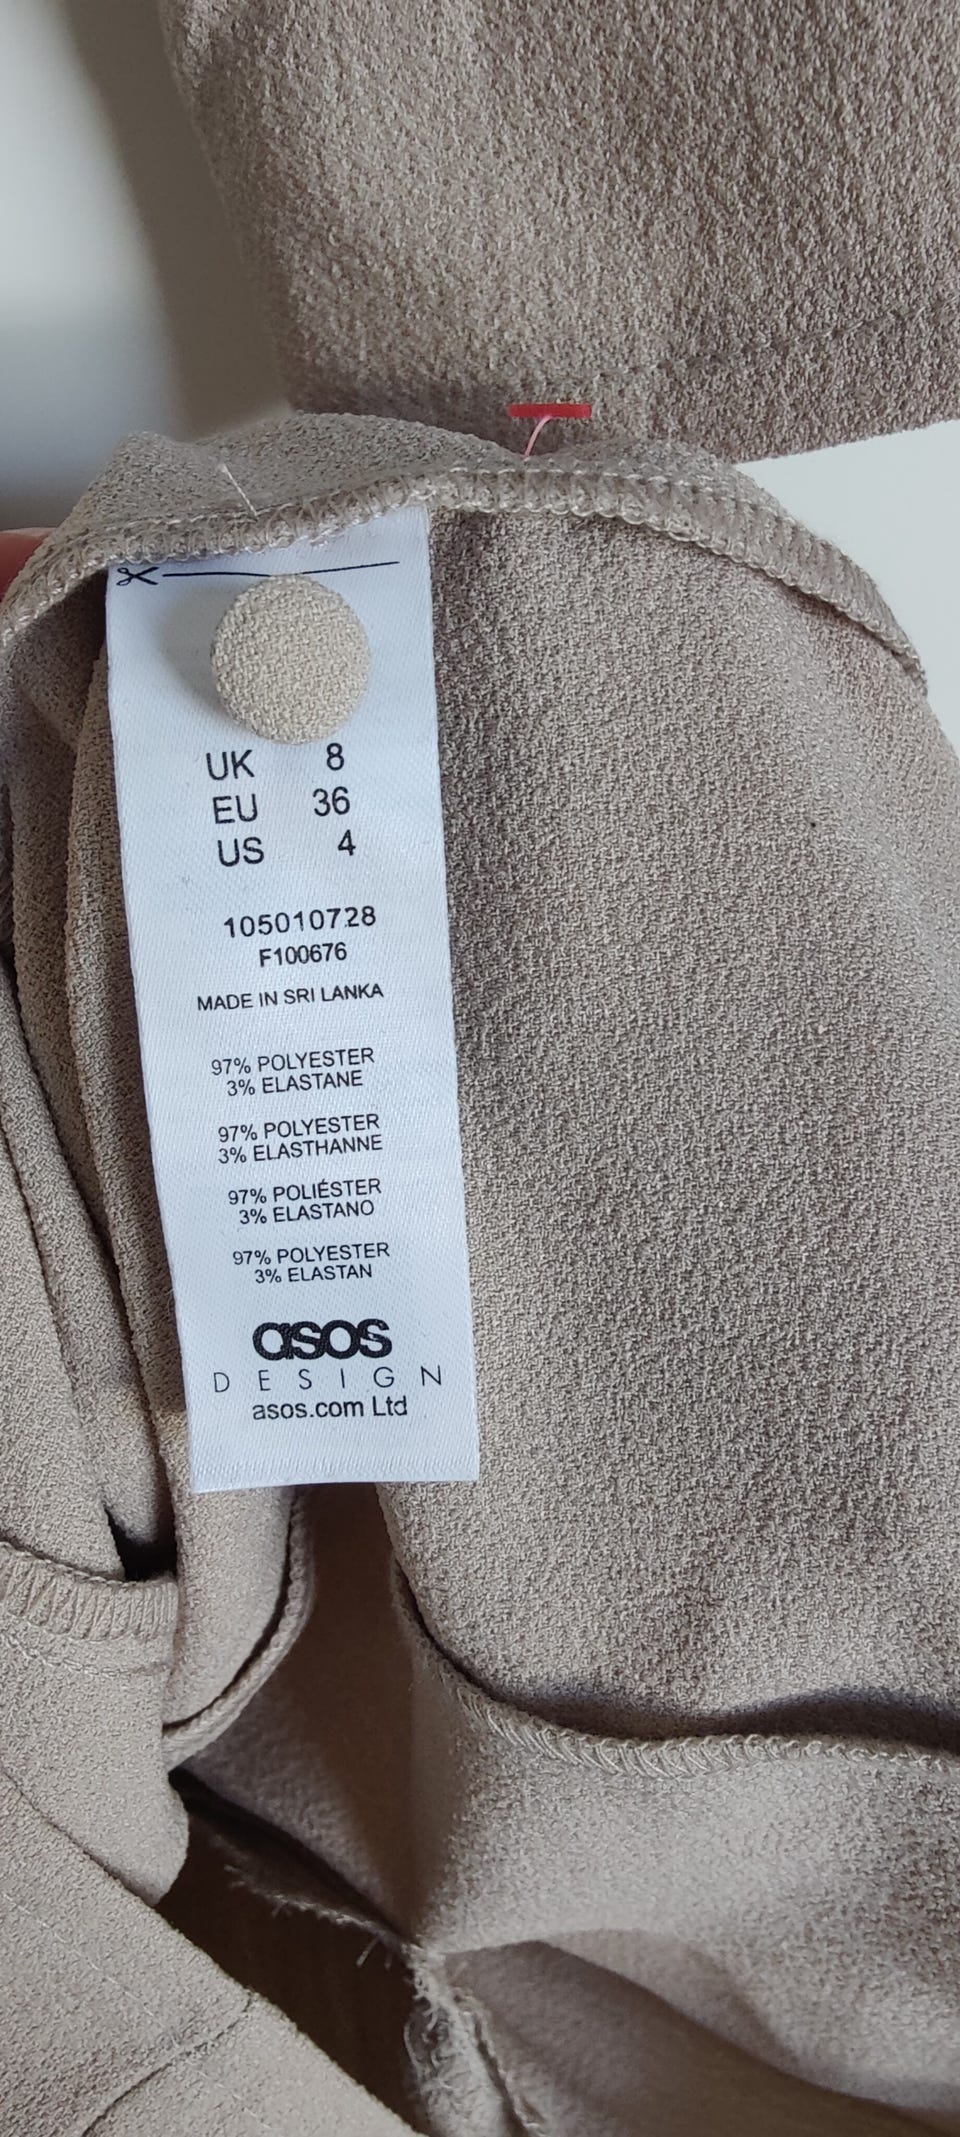 UK 8
EU 36
US 4
105010728
F100676
MADE IN SRI LANKA
97% POLYESTER
3% ELASTANE
97% POLYESTER
3% ELASTHANNE
97% POLIÉSTER
3% ELASTANO
97% POLYESTER
3% ELASTAN
asos
DESIGN
asos.com Ltd